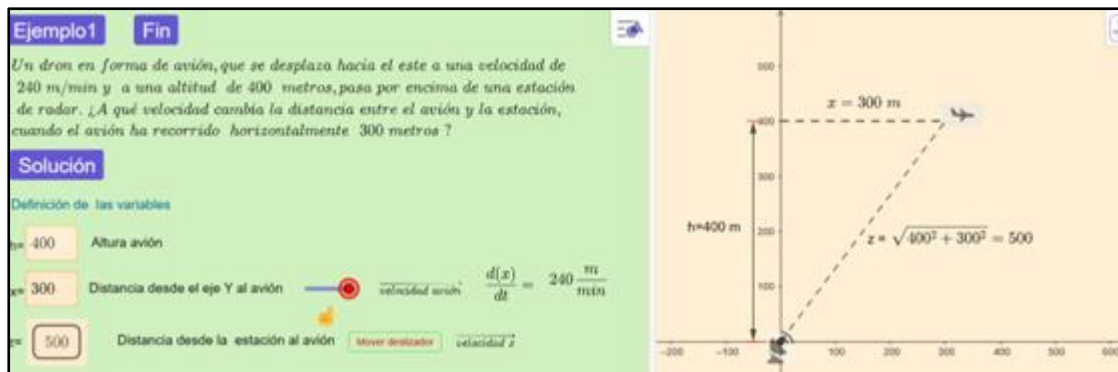 Ejemplo1 Fin
Un dron en forma de avión, que se desplaza hacia el este a una velocidad de
240 m/min y a una altitud de 400 metros, pasa por encima de una estación
de radar. ¿A qué velocidad cambia la distancia entre el avión y la estación,
cuando el avión ha recorrido horizontalmente 300 metros ?
Solución
Definición de las variables
h= 400 Altura avión
x= 300 Distancia desde el eje Y al avión velocidad avión d(x)/dt = 240 m/min
z= 500 Distancia desde la estación al avión Mover deslizador velocidad z
500
x = 300 m
400
300
h=400 m
200
z = √(400² + 300²) = 500
100
-200 -100 100 200 300 400 500 600